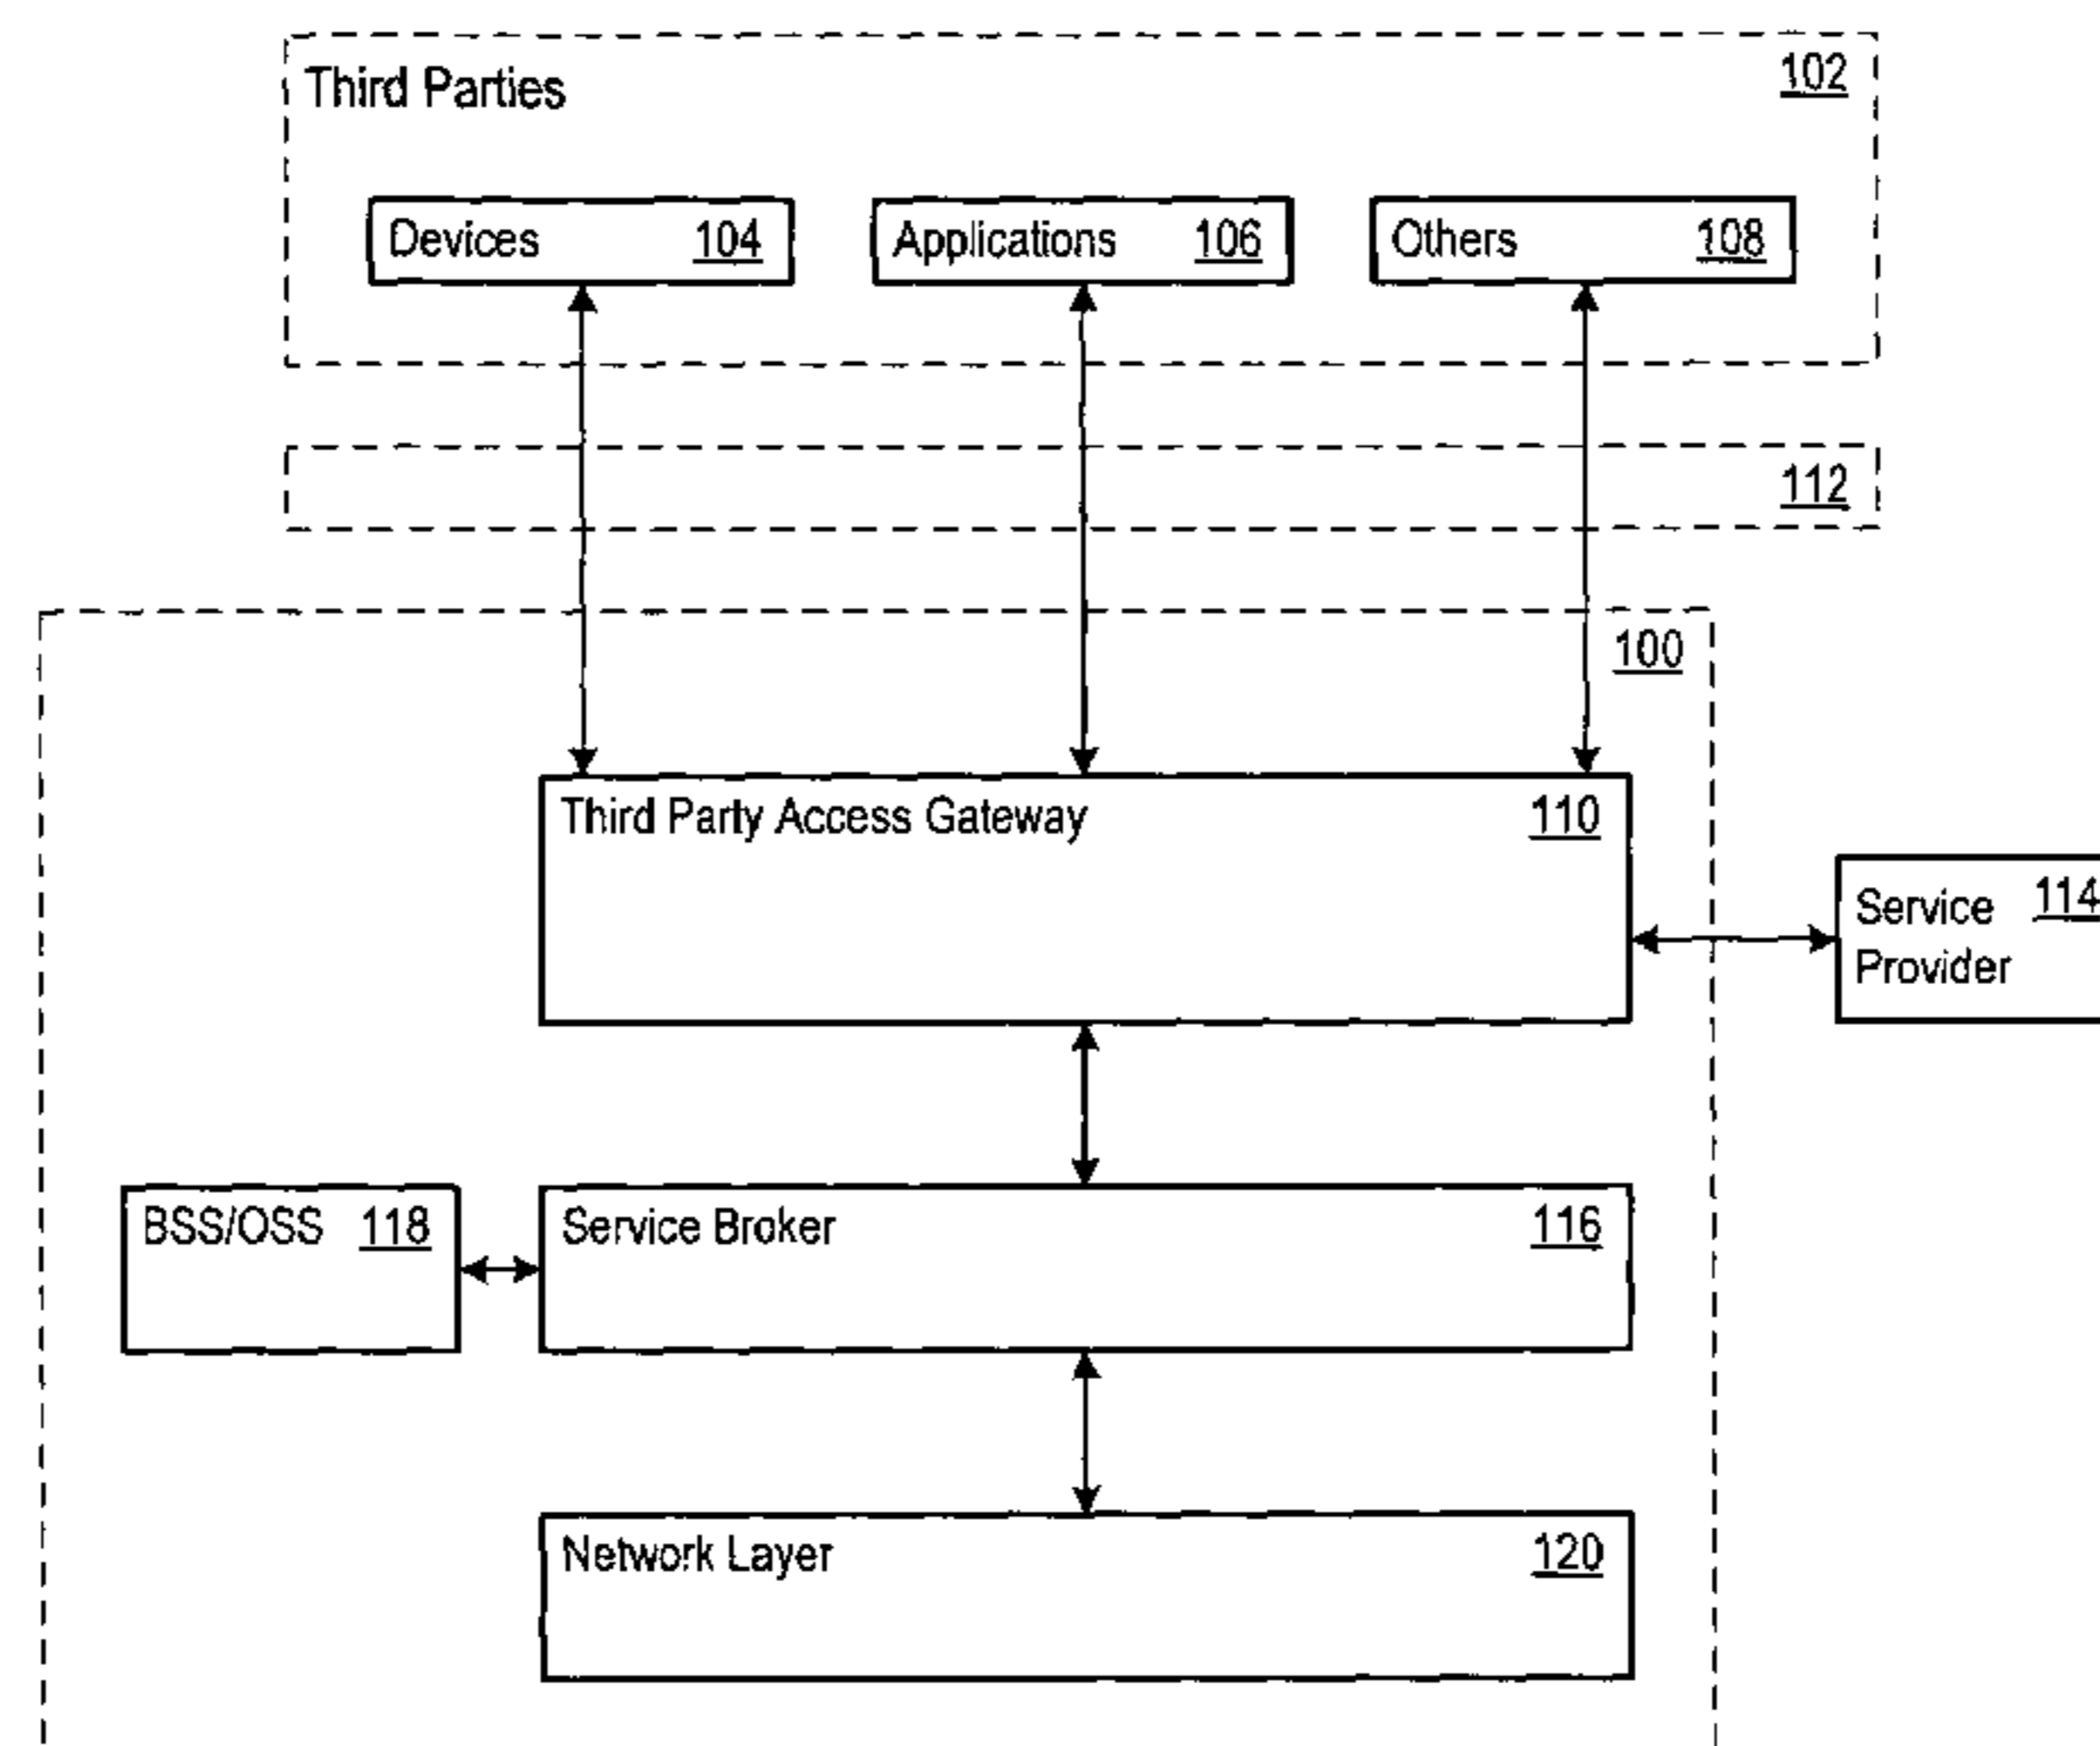 Third Parties 102
Devices 104 Applications 106 Others 108
112
100
Third Party Access Gateway 110
Service 114
Provider
BSS/OSS 118 Service Broker 116
Network Layer 120